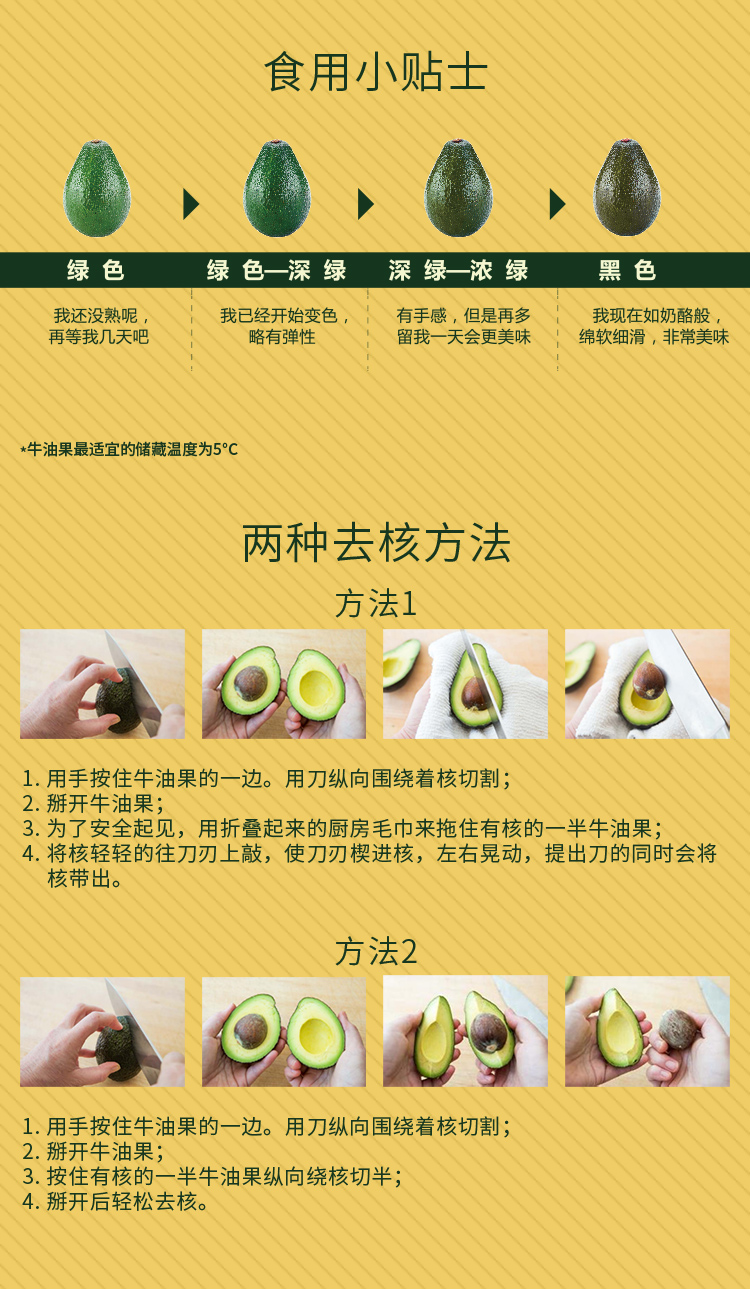 食用小贴士
绿色
绿色—深绿
深绿—浓绿
黑色
我还没熟呢，
再等我几天吧
我已经开始变色，
略有弹性
有手感，但是再多
留我一天会更美味
我现在如奶酪般，
绵软细滑，非常美味
*牛油果最适宜的储藏温度为5℃
两种去核方法
方法1
1. 用手按住牛油果的一边。用刀纵向围绕着核切割；
2. 掰开牛油果；
3. 为了安全起见，用折叠起来的厨房毛巾来拖住有核的一半牛油果；
4. 将核轻轻的往刀刃上敲，使刀刃楔进核，左右晃动，提出刀的同时会将
核带出。
方法2
1. 用手按住牛油果的一边。用刀纵向围绕着核切割；
2. 掰开牛油果；
3. 按住有核的一半牛油果纵向绕核切半；
4. 掰开后轻松去核。